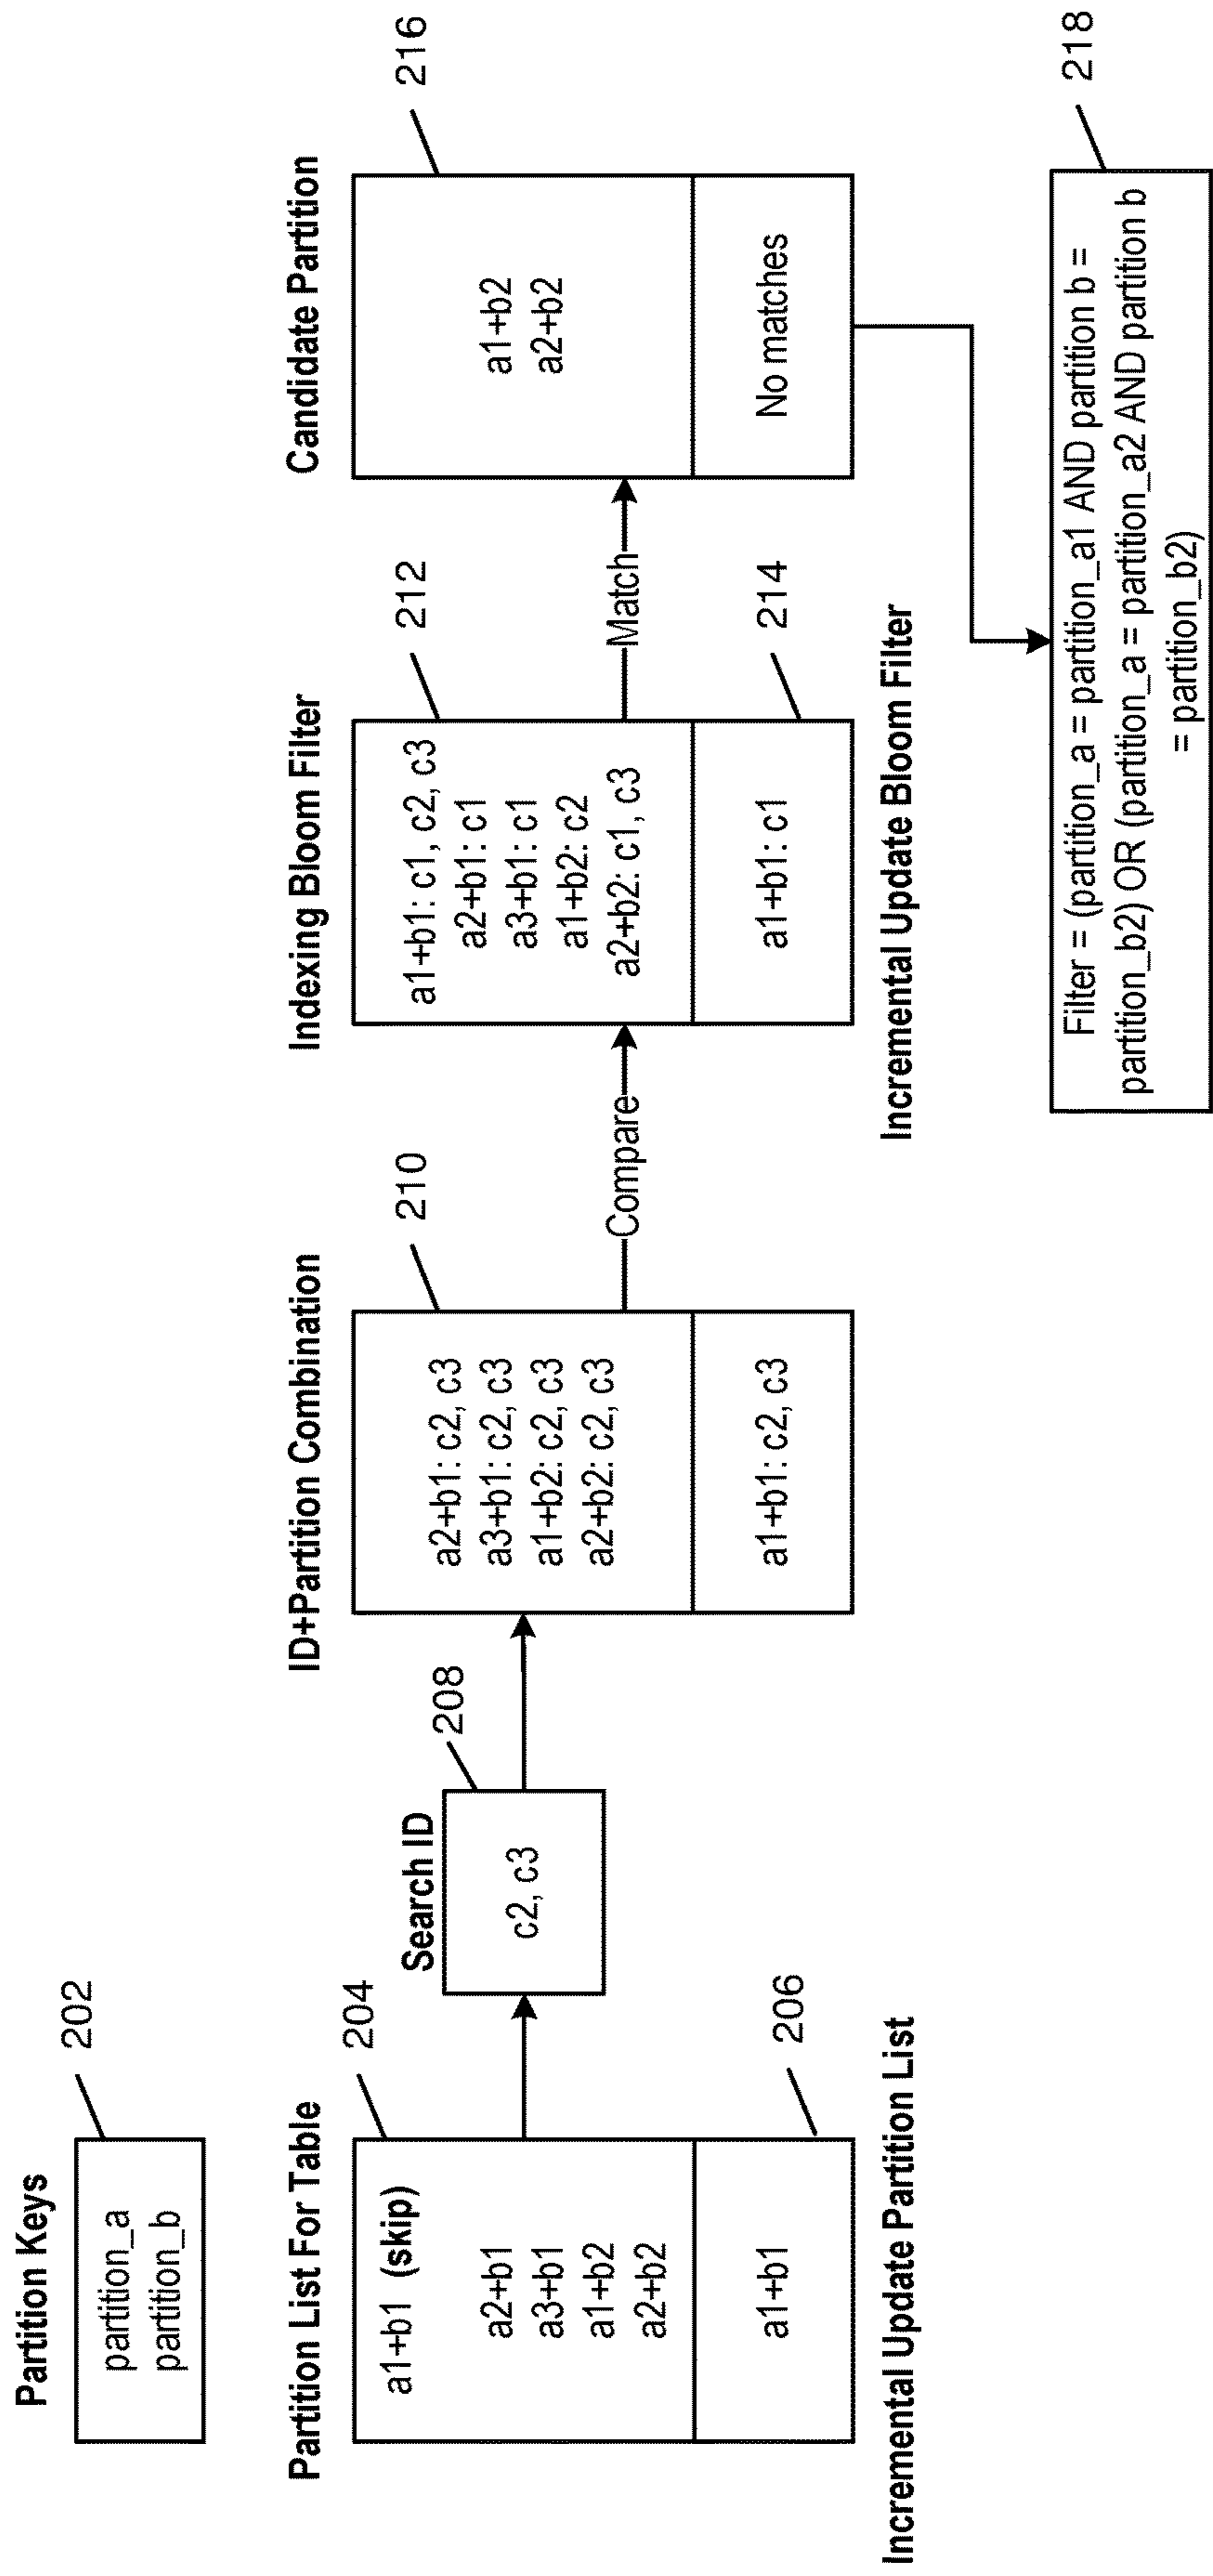 Partition Keys
202
partition_a
partition_b
Partition List For Table
204
a1+b1 (skip)
a2+b1
a3+b1
a1+b2
a2+b2
a1+b1
206
Incremental Update Partition List
Search ID
208
c2, c3
ID+Partition Combination
210
a2+b1: c2, c3
a3+b1: c2, c3
a1+b2: c2, c3
a2+b2: c2, c3
a1+b1: c2, c3
Compare
Indexing Bloom Filter
212
a1+b1: c1, c2, c3
a2+b1: c1
a3+b1: c1
a1+b2: c2
a2+b2: c1, c3
a1+b1: c1
214
Incremental Update Bloom Filter
Match
Candidate Partition
216
a1+b2
a2+b2
No matches
218
Filter = (partition_a = partition_a1 AND partition b =
partition_b2) OR (partition_a = partition_a2 AND partition b
= partition_b2)